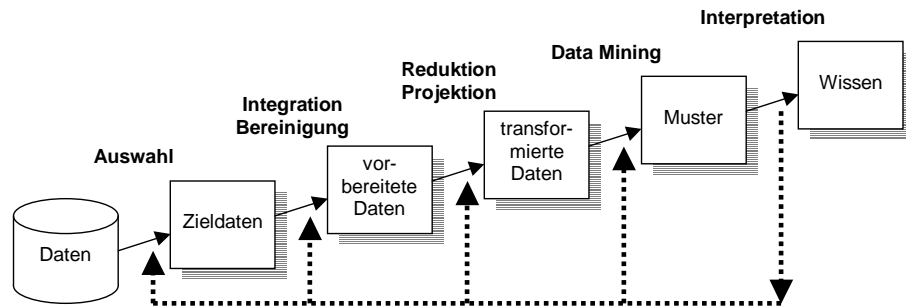 Interpretation
Data Mining
Reduktion
Projektion
Wissen
Integration
Bereinigung
Muster
transfor-
mierte
Daten
Auswahl
vor-
bereitete
Daten
Zieldaten
Daten